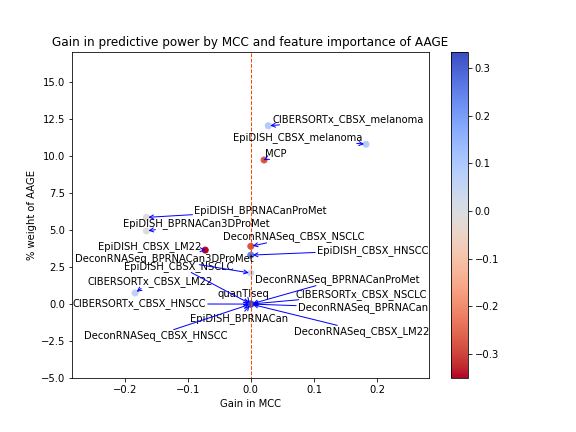 Gain in predictive power by MCC and feature importance of AAGE
15.0
12.5
10.0
7.5
5.0
2.5
0.0
−2.5
−5.0
% weight of AAGE
CIBERSORTx_CBSX_melanoma
EpiDISH_CBSX_melanoma
MCP
EpiDISH_BPRNACanProMet
EpiDISH_BPRNACan3DProMet
DeconRNASeq_CBSX_NSCLC
EpiDISH_CBSX_LM22
EpiDISH_CBSX_HNSCC
DeconRNASeq_BPRNACan3DProMet
EpiDISH_CBSX_NSCLC
CIBERSORTx_CBSX_LM22
DeconRNASeq_BPRNACanProMet
quanTIseq
CIBERSORTx_CBSX_NSCLC
CIBERSORTx_CBSX_HNSCC
DeconRNASeq_BPRNACan
EpiDISH_BPRNACan
DeconRNASeq_CBSX_HNSCC
DeconRNASeq_CBSX_LM22
−0.2
−0.1
0.0
0.1
0.2
Gain in MCC
0.3
0.2
0.1
0.0
−0.1
−0.2
−0.3